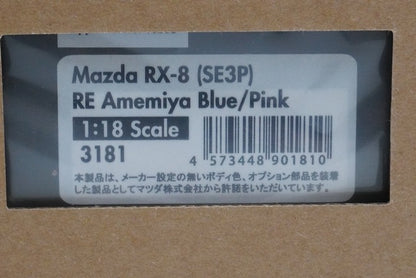 Mazda RX-8 (SE3P)
RE Amemiya Blue/Pink
1:18 Scale
3181
4 573448 901810
本製品は、メーカー設定の無いボディ色、オプション部品を装着
した製品としてマツダ株式会社から許諾をいただいています。